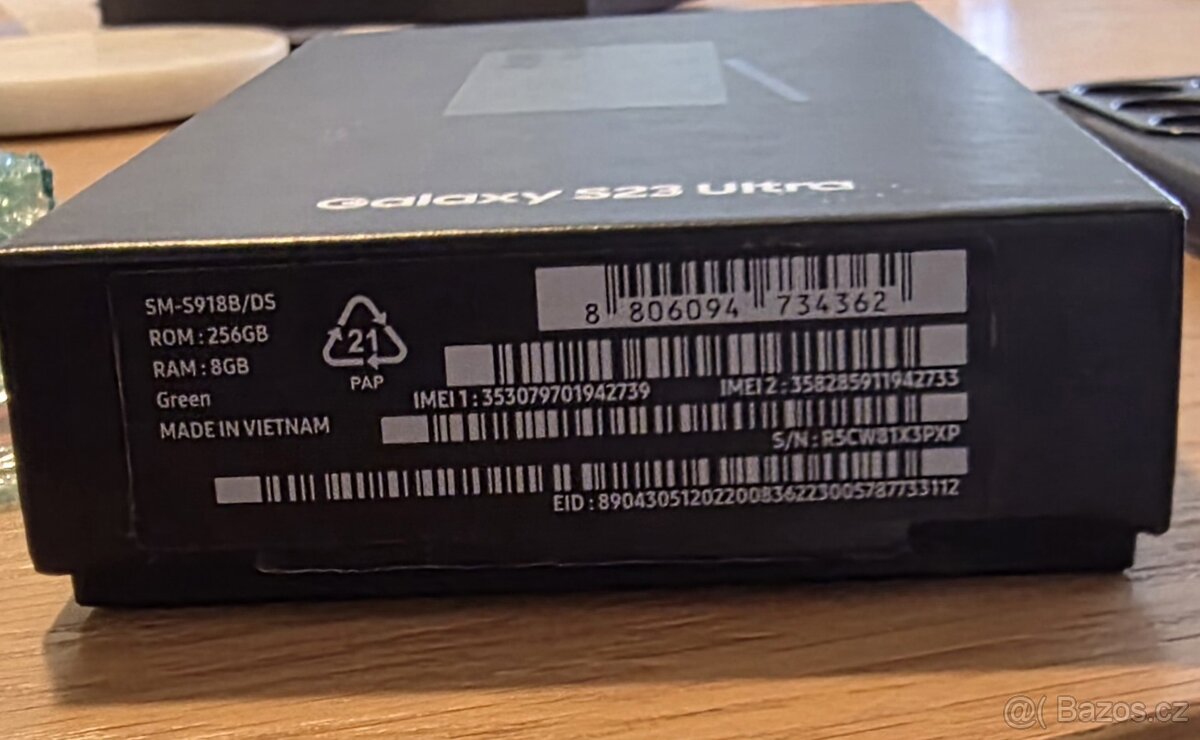 Galaxy S23 Ultra
SM-S918B/DS
ROM : 256GB
RAM : 8GB
Green
MADE IN VIETNAM
21
PAP
8 806094 734362
IMEI 1 : 353079701942739
IMEI 2 : 358285911942733
S/N : R5CW81X3PXP
EID : 89043051202200836223005787733112
@( Bazos.cz